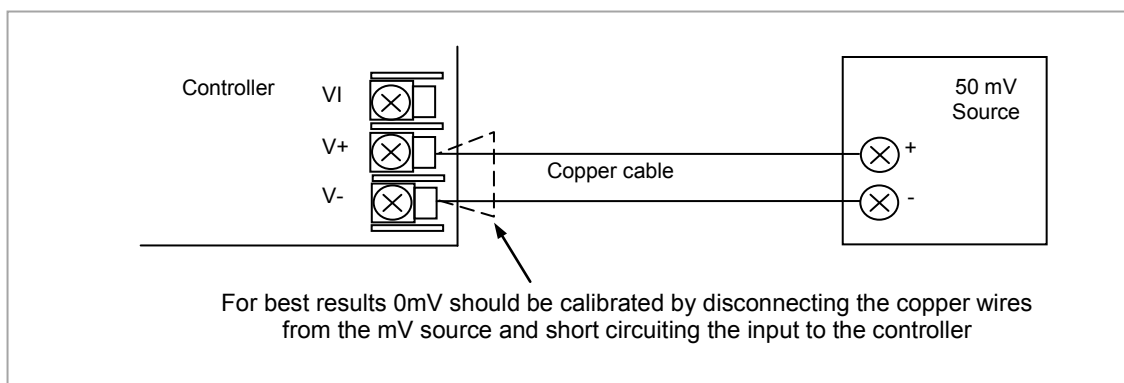 Controller
VI
V+
V-
Copper cable
50 mV
Source
+
-
For best results 0mV should be calibrated by disconnecting the copper wires
from the mV source and short circuiting the input to the controller